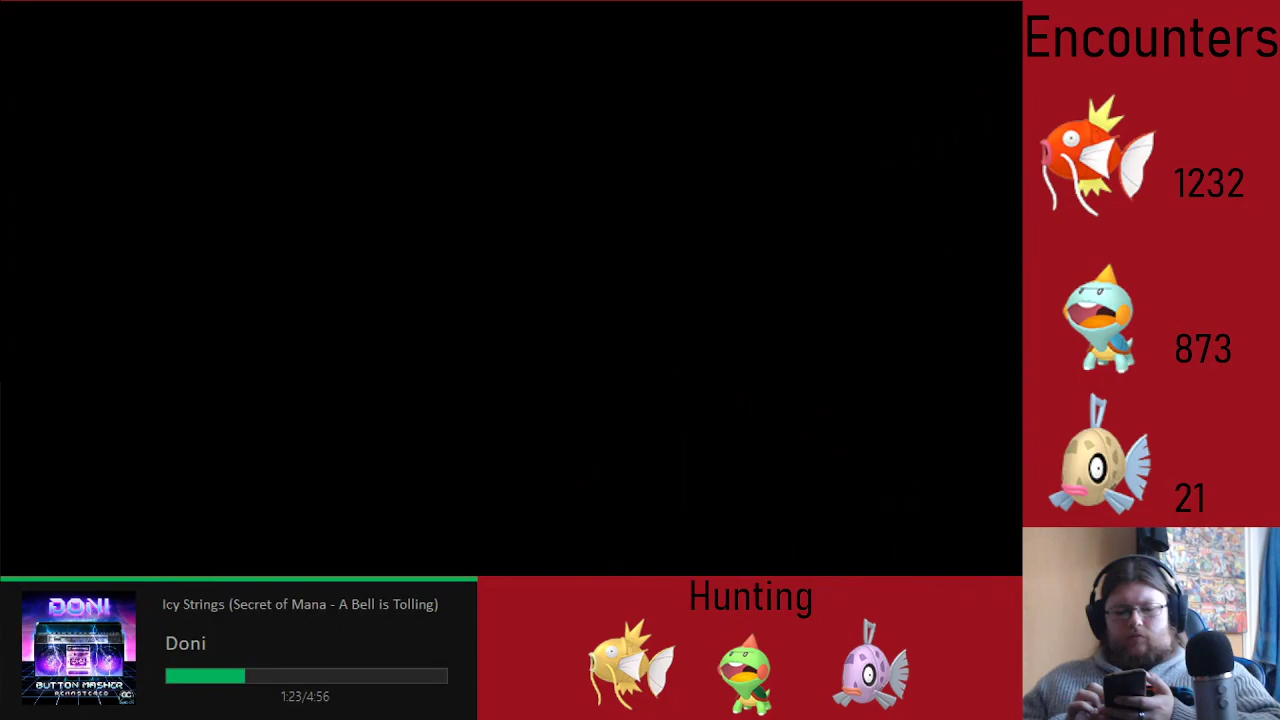 Encounters
1232
873
21
Hunting
Icy Strings (Secret of Mana - A Bell is Tolling)
Doni
1:23/4:56
DONI
BUTTON MASHER
REMASTERED